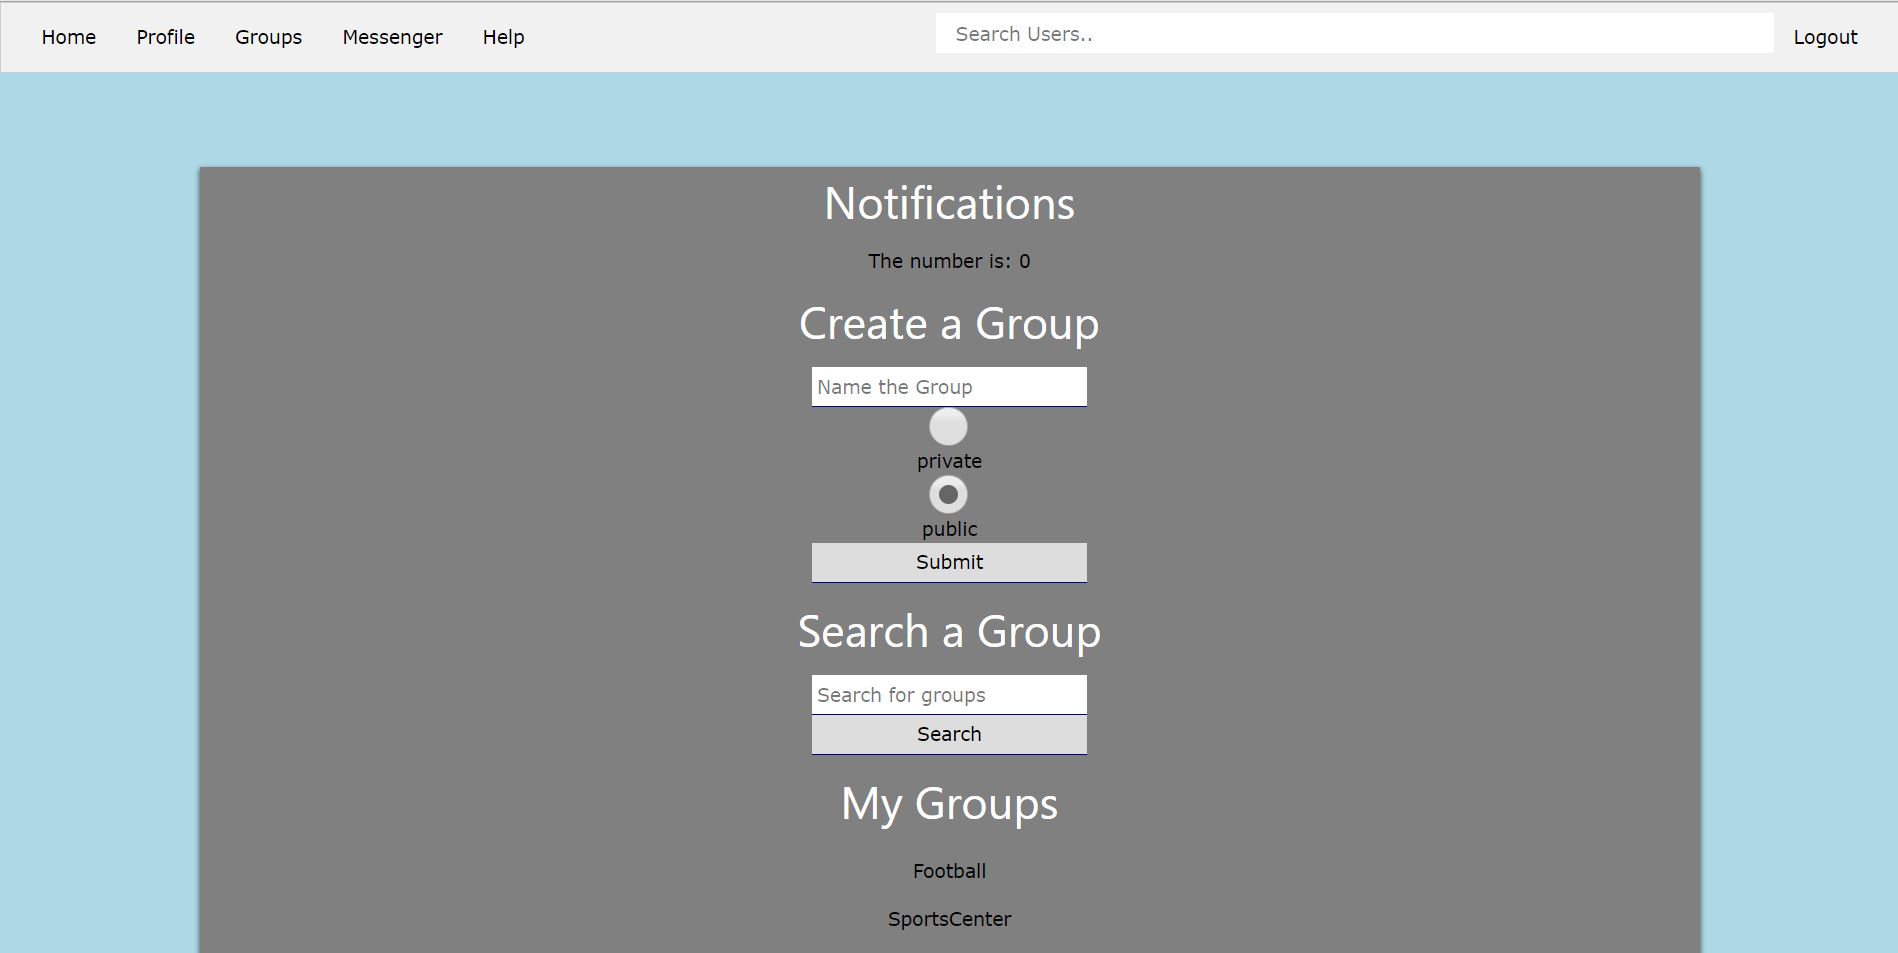 Home Profile Groups Messenger Help Search Users.. Logout
Notifications
The number is: 0
Create a Group
Name the Group
private
public
Submit
Search a Group
Search for groups
Search
My Groups
Football
SportsCenter